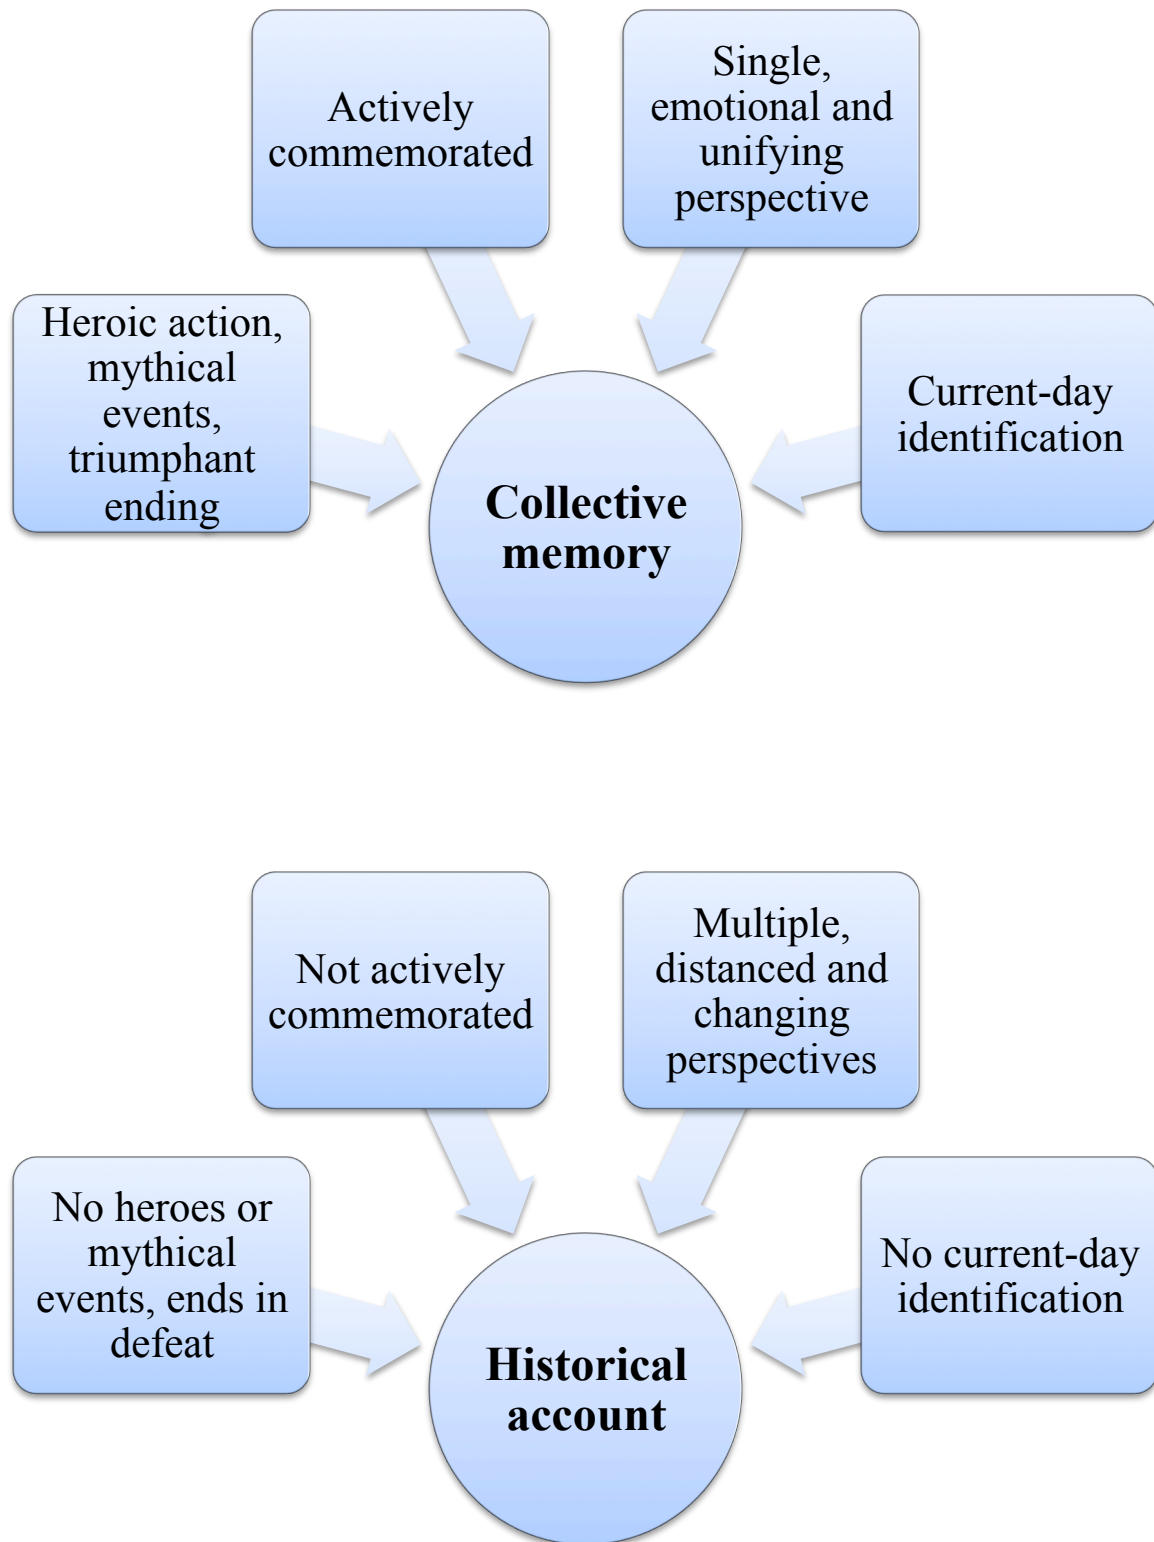 Actively
commemorated
Single,
emotional and
unifying
perspective
Heroic action,
mythical
events,
triumphant
ending
Current-day
identification
Collective
memory
Not actively
commemorated
Multiple,
distanced and
changing
perspectives
No heroes or
mythical
events, ends in
defeat
No current-day
identification
Historical
account